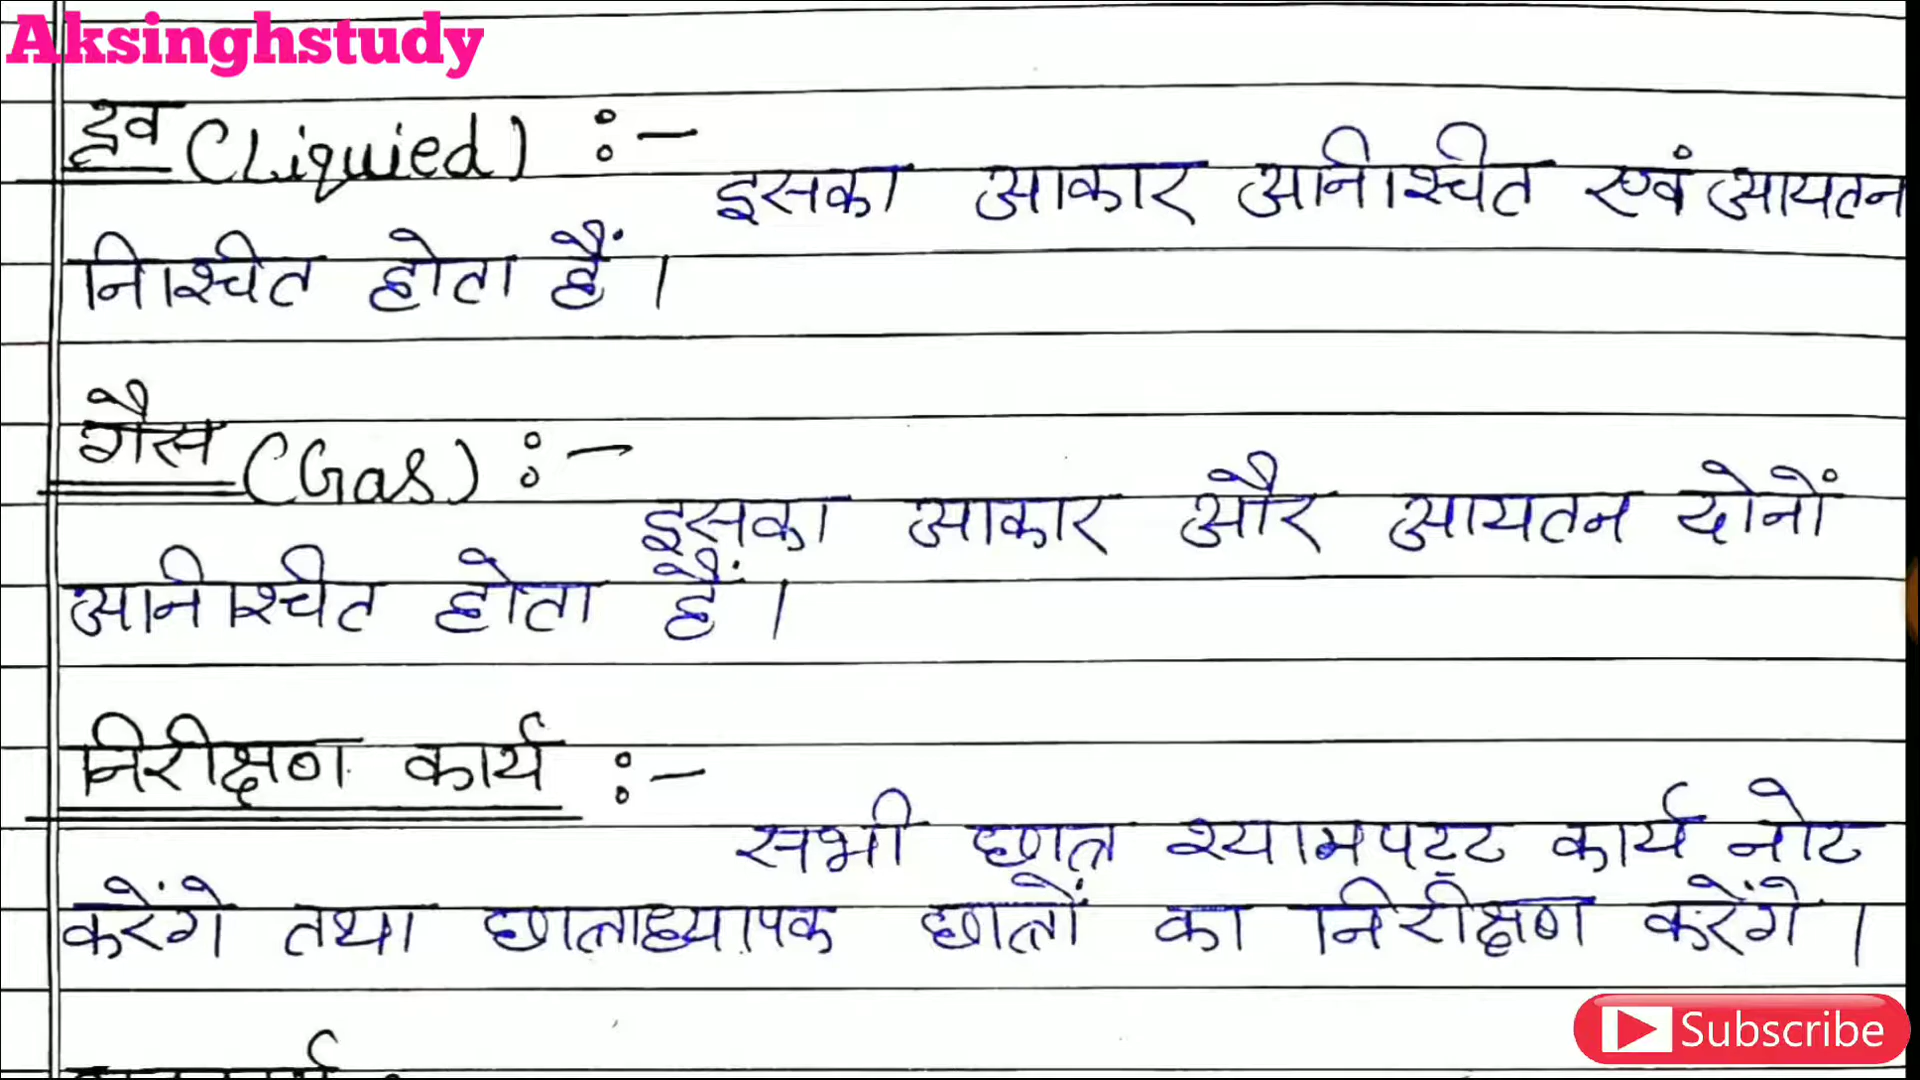 Aksinghstudy
द्रव (Liquied) :-
इसका आकार अनिश्चित एवं आयतन
निश्चित होता हैं।
गैस (Gas) :-
इसका आकार और आयतन दोनों
अनिश्चित होता हैं।
निरीक्षण कार्य :-
सभी छात्र श्यामपट्ट कार्य नोट
करेंगे तथा छात्राध्यापक छात्रों का निरीक्षण करेंगे।
Subscribe